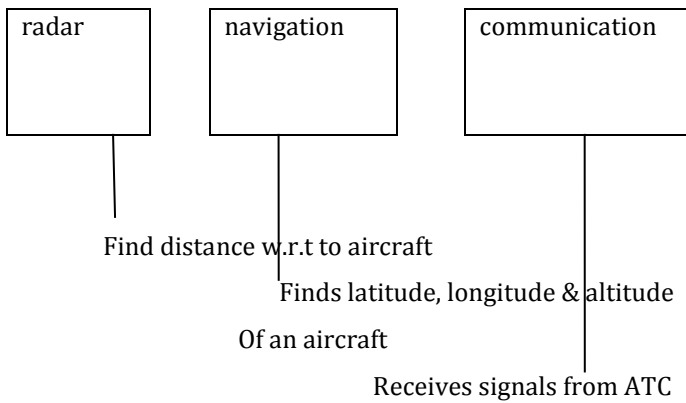 radar
navigation
communication
Find distance w.r.t to aircraft
Finds latitude, longitude & altitude
Of an aircraft
Receives signals from ATC